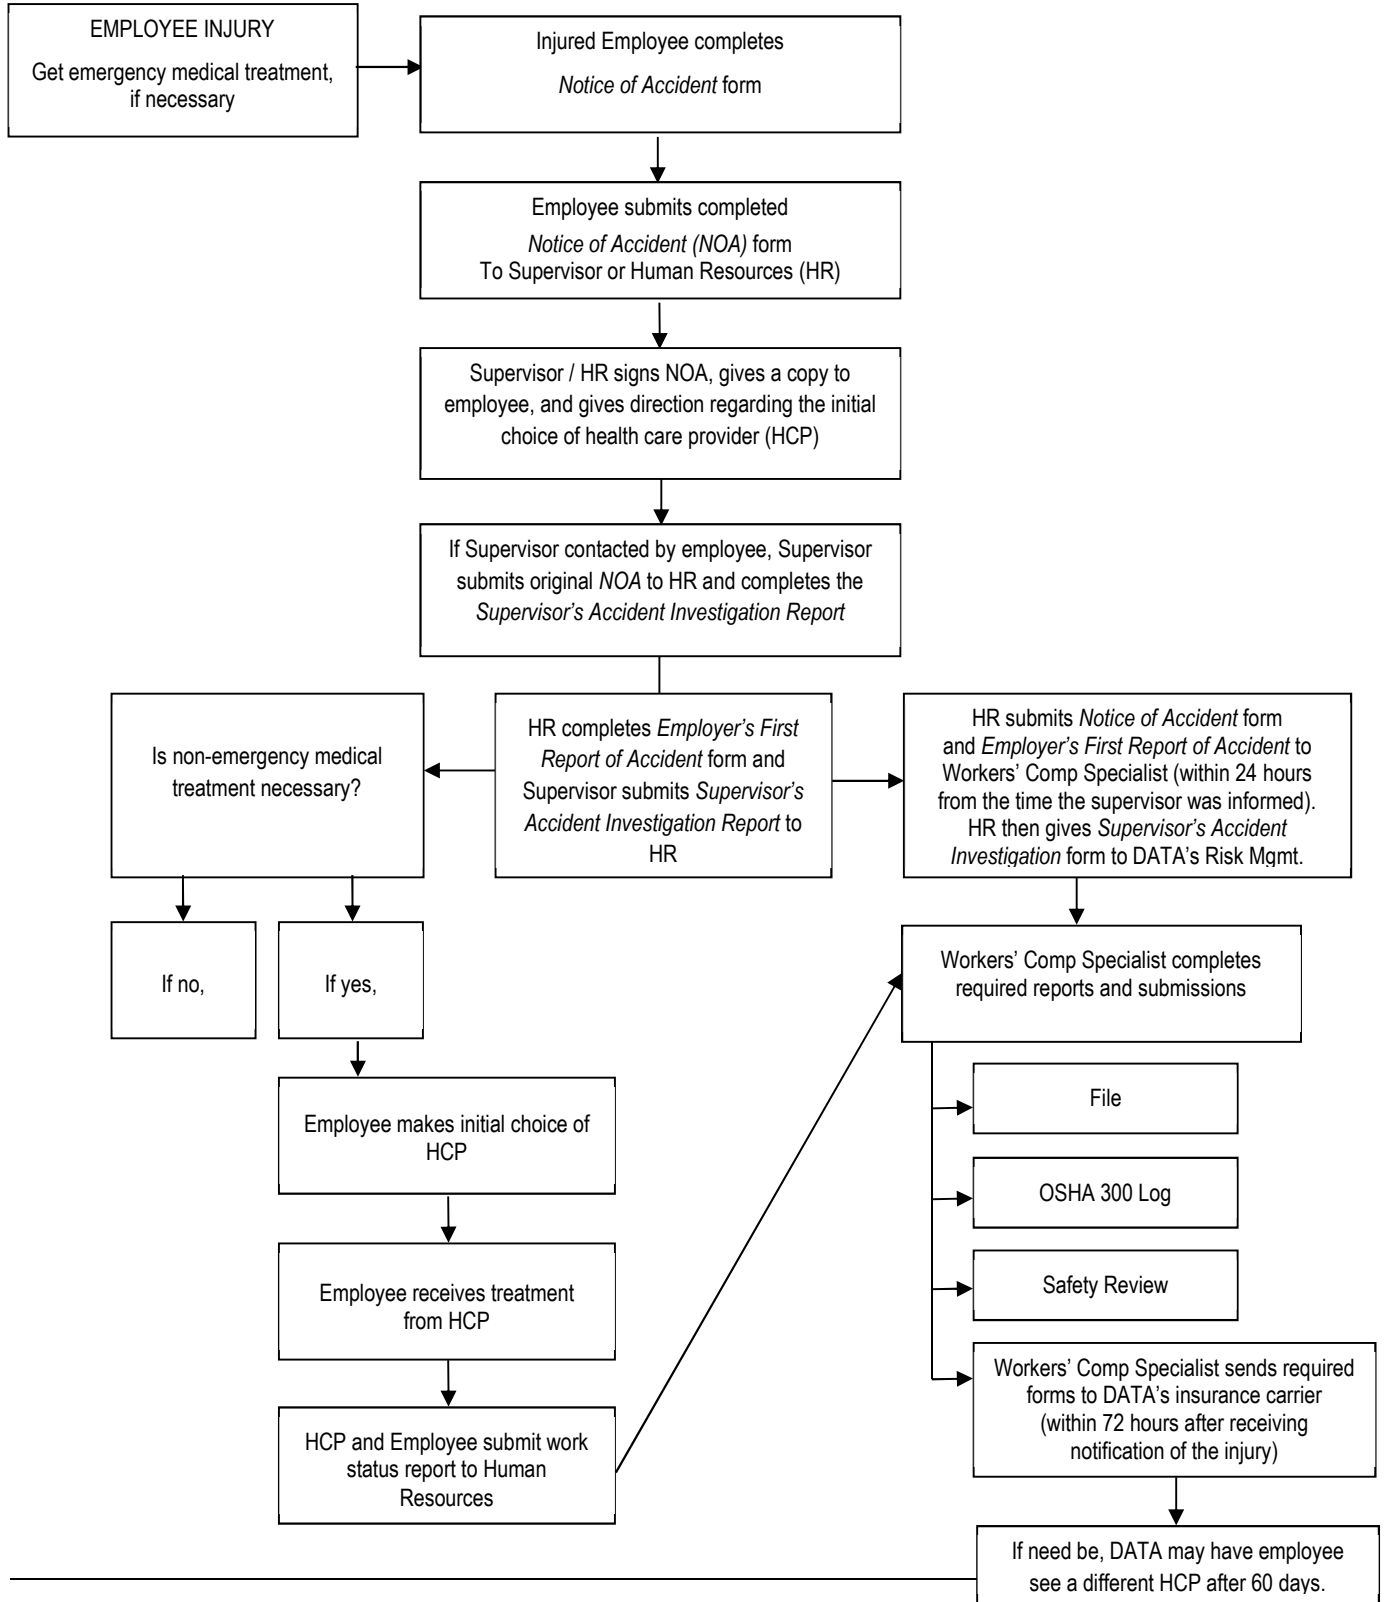 EMPLOYEE INJURY
Get emergency medical treatment,
if necessary
Injured Employee completes
Notice of Accident form
Employee submits completed
Notice of Accident (NOA) form
To Supervisor or Human Resources (HR)
Supervisor / HR signs NOA, gives a copy to
employee, and gives direction regarding the initial
choice of health care provider (HCP)
If Supervisor contacted by employee, Supervisor
submits original NOA to HR and completes the
Supervisor’s Accident Investigation Report
Is non-emergency medical
treatment necessary?
HR completes Employer’s First
Report of Accident form and
Supervisor submits Supervisor’s
Accident Investigation Report to
HR
HR submits Notice of Accident form
and Employer’s First Report of Accident to
Workers’ Comp Specialist (within 24 hours
from the time the supervisor was informed).
HR then gives Supervisor’s Accident
Investigation form to DATA’s Risk Mgmt.
If no,
If yes,
Workers’ Comp Specialist completes
required reports and submissions
Employee makes initial choice of
HCP
Employee receives treatment
from HCP
HCP and Employee submit work
status report to Human
Resources
File
OSHA 300 Log
Safety Review
Workers’ Comp Specialist sends required
forms to DATA’s insurance carrier
(within 72 hours after receiving
notification of the injury)
If need be, DATA may have employee
see a different HCP after 60 days.